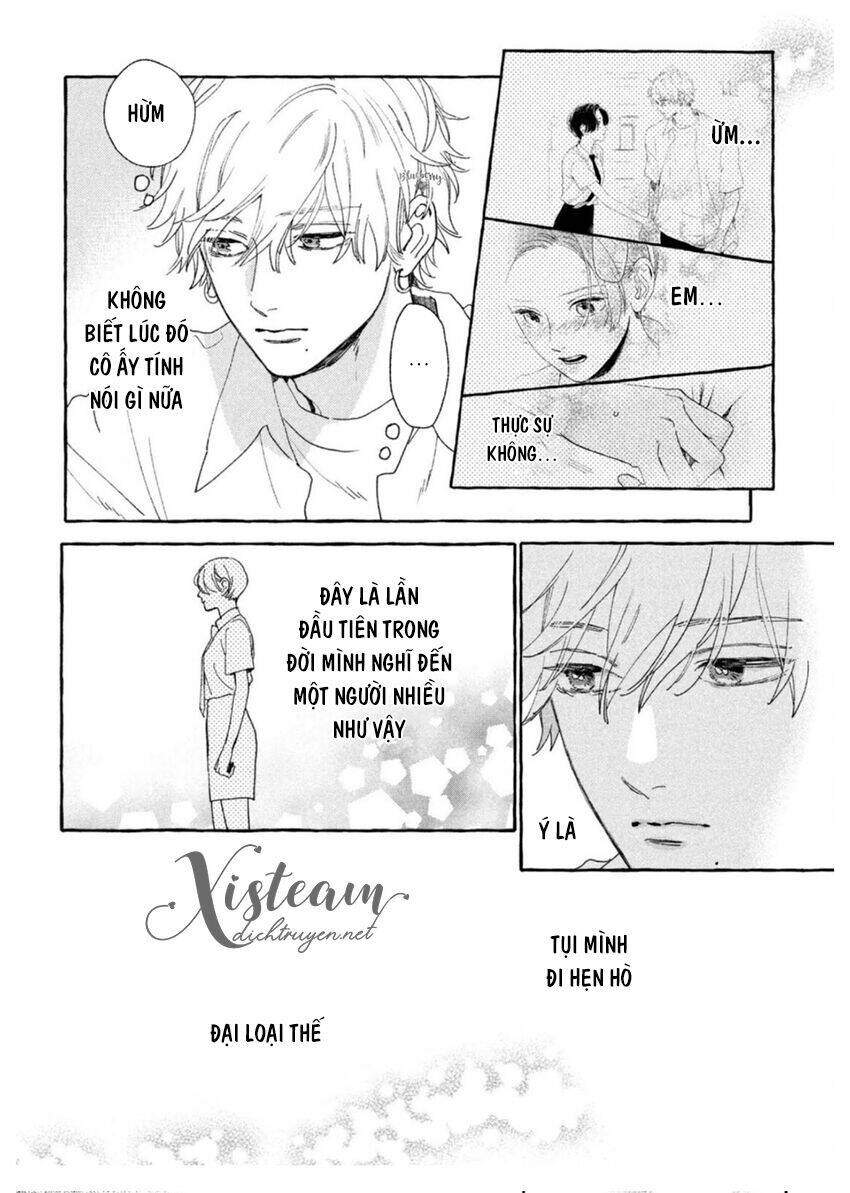 ỪM...
EM...
THỰC SỰ
KHÔNG...
HỪM
Blueberry
...
KHÔNG
BIẾT LÚC ĐÓ
CÔ ẤY TÍNH
NÓI GÌ NỮA
Ý LÀ
ĐÂY LÀ LẦN
ĐẦU TIÊN TRONG
ĐỜI MÌNH NGHĨ ĐẾN
MỘT NGƯỜI NHIỀU
NHƯ VẬY
Xisteam
dichtruyen.net
TỤI MÌNH
ĐI HẸN HÒ
ĐẠI LOẠI THẾ